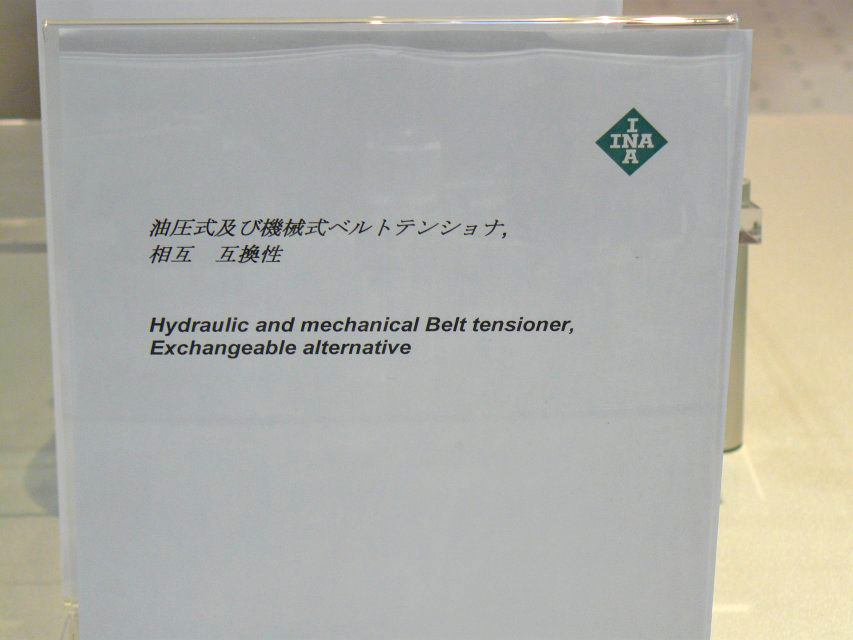 I
INA
A
油圧式及び機械式ベルトテンショナ,
相互　互換性
Hydraulic and mechanical Belt tensioner,
Exchangeable alternative